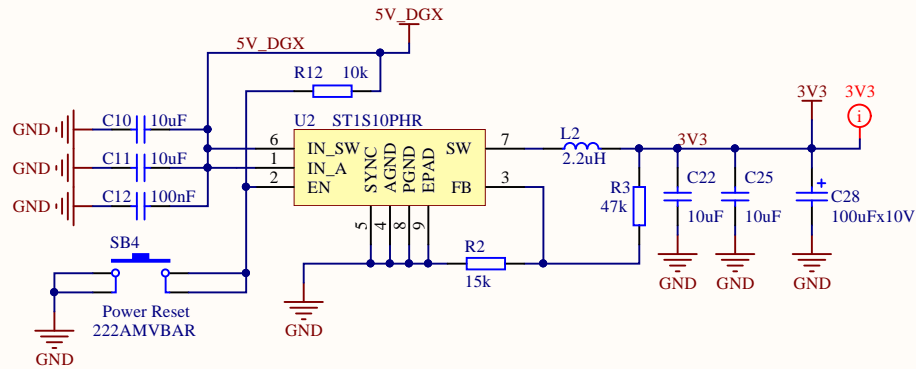 5V_DGX
5V_DGX
R12 10k
C10 10uF
GND
C11 10uF
GND
C12 100nF
GND
U2 ST1S10PHR
6 IN_SW
1 IN_A
2 EN
SYNC
AGND
PGND
EPAD
SW 7
FB 3
5
4
8
9
L2
2.2uH
3V3
3V3
3V3
i
R3
47k
C22
10uF
C25
10uF
C28
100uFx10V
R2
15k
GND
GND
GND
GND
SB4
Power Reset
222AMVBAR
GND